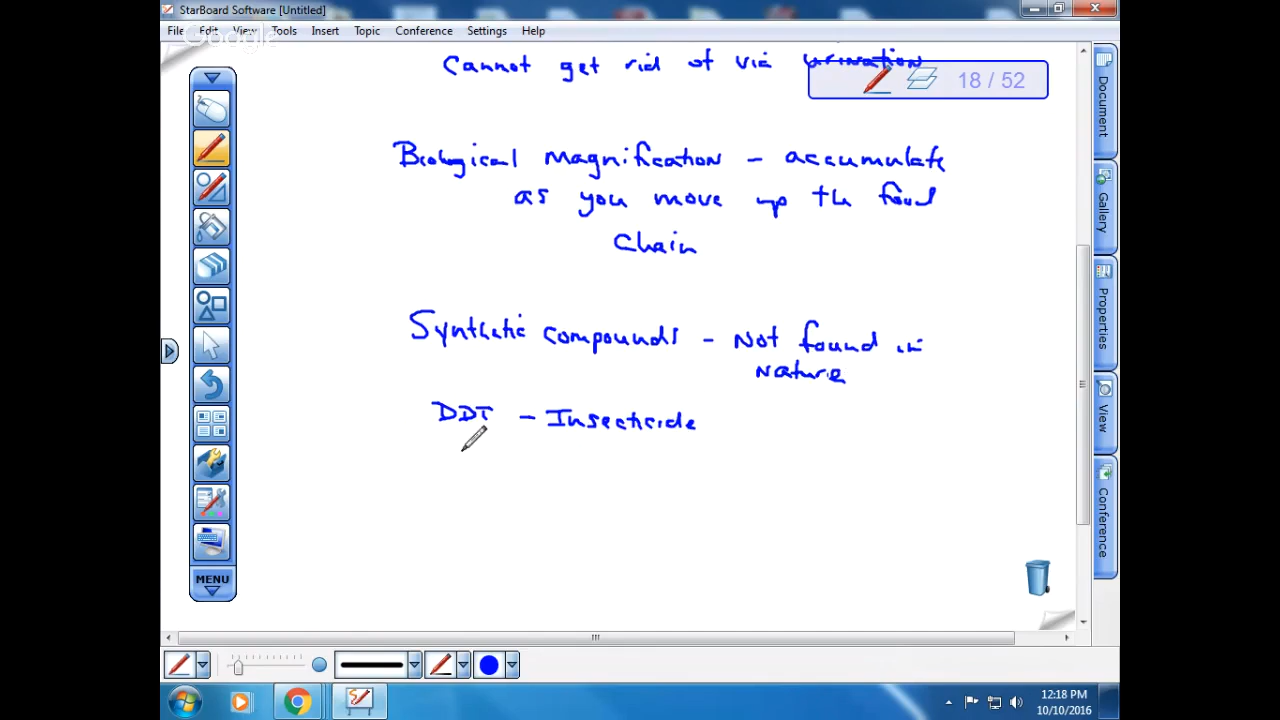 StarBoard Software [Untitled]
File Edit View Tools Insert Topic Conference Settings Help
Google
Cannot get rid of via urination
18 / 52
Biological Magnification - accumulate
as you move up the food
Chain
Synthetic compounds - Not found in
Nature
DDT - Insecticide
MENU
Document
Gallery
Properties
View
Conference
12:18 PM
10/10/2016